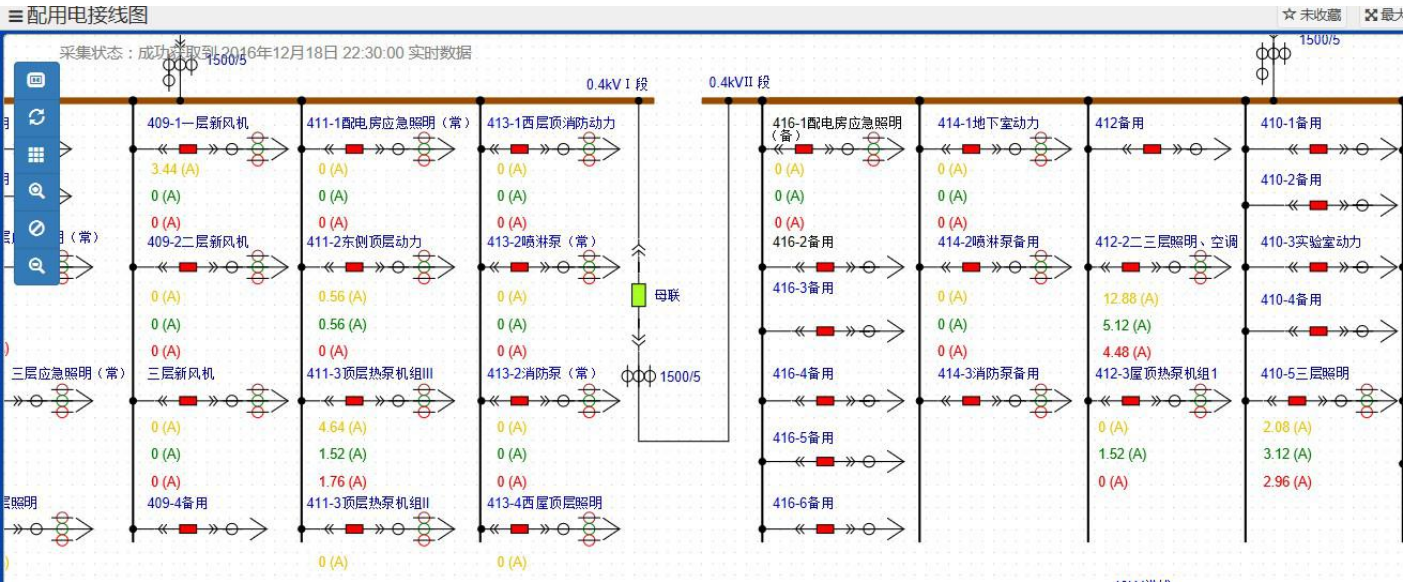 配用电接线图
☆ 未收藏
最大
采集状态：成功获取到 2016年12月18日 22:30:00 实时数据
1500/5
1500/5
0.4kV I 段
0.4kVII 段
409-1一层新风机
411-1配电房应急照明（常）
413-1西层顶消防动力
416-1配电房应急照明
（备）
414-1地下室动力
412备用
410-1备用
3.44 (A)
0 (A)
0 (A)
0 (A)
0 (A)
410-2备用
0 (A)
0 (A)
0 (A)
0 (A)
0 (A)
0 (A)
0 (A)
0 (A)
0 (A)
0 (A)
（常）
409-2二层新风机
411-2东侧顶层动力
413-2喷淋泵（常）
416-2备用
414-2喷淋泵备用
412-2二三层照明、空调
410-3实验室动力
416-3备用
0 (A)
0.56 (A)
0 (A)
母联
0 (A)
12.88 (A)
410-4备用
0 (A)
0.56 (A)
0 (A)
0 (A)
5.12 (A)
0 (A)
0 (A)
0 (A)
0 (A)
4.48 (A)
三层应急照明（常）
三层新风机
411-3顶层热泵机组III
413-2消防泵（常）
1500/5
416-4备用
414-3消防泵备用
412-3屋顶热泵机组1
410-5三层照明
0 (A)
4.64 (A)
0 (A)
0 (A)
2.08 (A)
416-5备用
0 (A)
1.52 (A)
0 (A)
1.52 (A)
3.12 (A)
0 (A)
1.76 (A)
0 (A)
0 (A)
2.96 (A)
层照明
409-4备用
411-3顶层热泵机组II
413-4西屋顶层照明
416-6备用
0 (A)
0 (A)